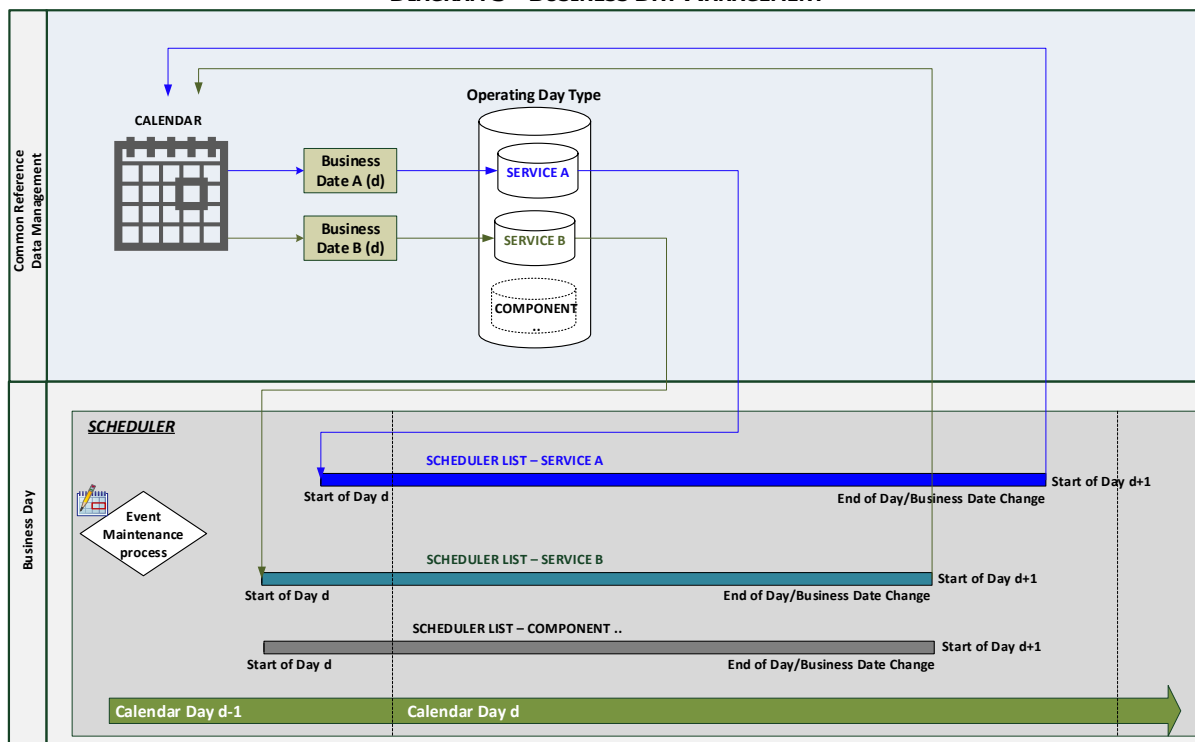 COMMON REFERENCE
Data Management
CALENDAR
Business
Date A (d)
Business
Date B (d)
Operating Day Type
SERVICE A
SERVICE B
COMPONENT
..
Business Day
SCHEDULER
Event
Maintenance
process
SCHEDULER LIST – SERVICE A
Start of Day d
End of Day/Business Date Change
Start of Day d+1
SCHEDULER LIST – SERVICE B
Start of Day d
End of Day/Business Date Change
Start of Day d+1
SCHEDULER LIST – COMPONENT ..
Start of Day d
End of Day/Business Date Change
Start of Day d+1
Calendar Day d-1
Calendar Day d